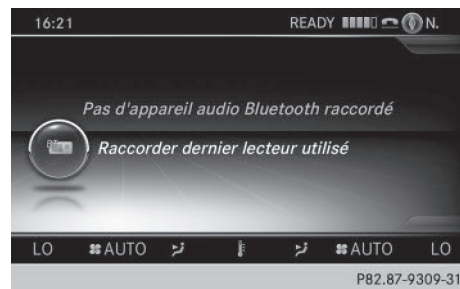 16:21 READY N.
Pas d'appareil audio Bluetooth raccordé
Raccorder dernier lecteur utilisé
LO AUTO AUTO LO
P82.87-9309-31